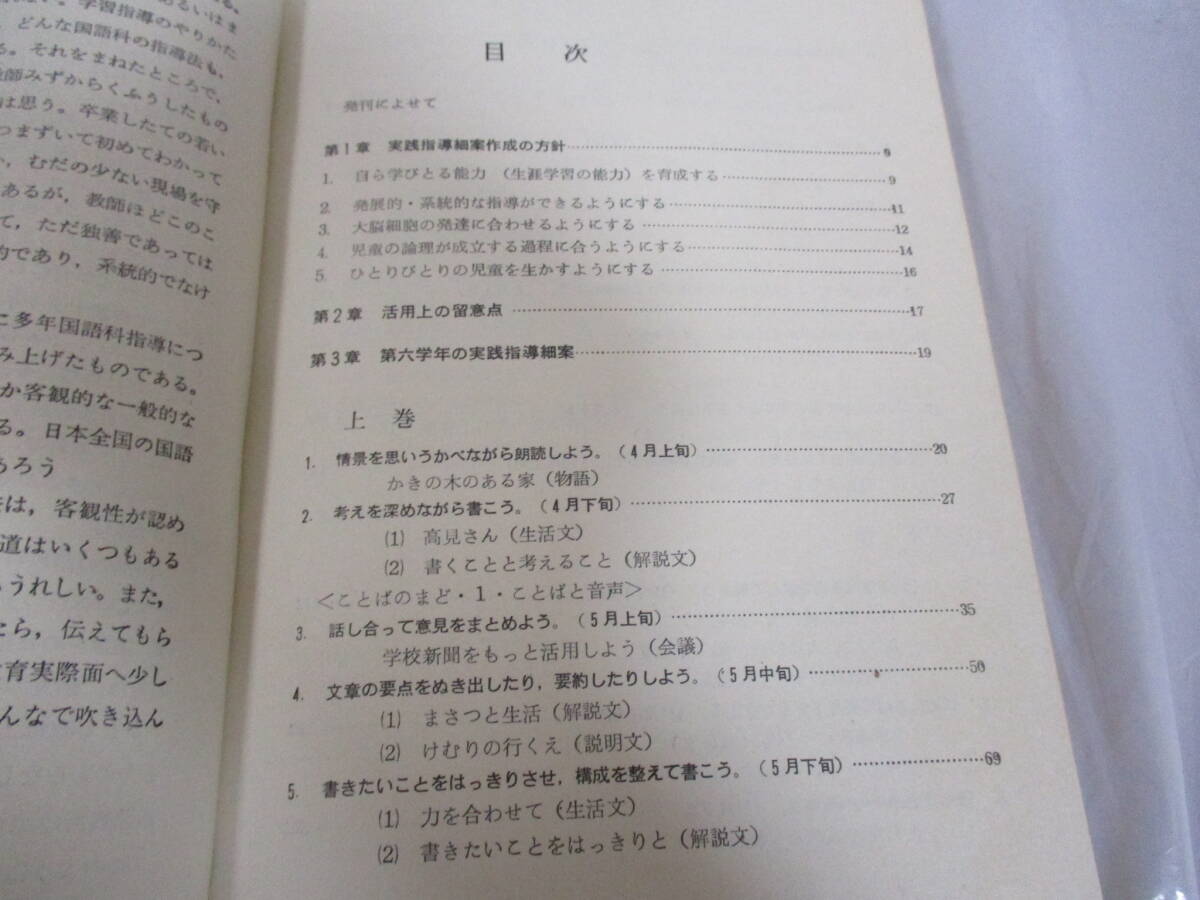 あるいはま
学習指導のやりかた
どんな国語科の指導法も、
る。それをまねたところで、
教師みずからくふうしたもの
は思う。卒業したての若い
つまずいて初めてわかって
、むだの少ない現場を守
あるが、教師はどこのこ
て、ただ独善であっては
的であり、系統的でなけ
に多年国語科指導につ
み上げたものである。
か客観的な一般的な
る。日本全国の国語
あろう
は、客観性が認め
道はいくつもある
うれしい。また、
たら、伝えてもら
育実際面へ少し
んなで吹き込ん
目 次
発刊によせて
第1章 実践指導細案作成の方針……8
1. 自ら学びとる能力 (生涯学習の能力) を育成する……9
2. 発展的・系統的な指導ができるようにする……11
3. 大脳細胞の発達に合わせるようにする……12
4. 児童の論理が成立する過程に合うようにする……14
5. ひとりびとりの児童を生かすようにする……16
第2章 活用上の留意点……17
第3章 第六学年の実践指導細案……19
上 巻
1. 情景を思いうかべながら朗読しよう。(4月上旬)……20
かきの木のある家 (物語)
2. 考えを深めながら書こう。(4月下旬)……27
(1) 高見さん (生活文)
(2) 書くことと考えること (解説文)
<ことばのまど・1・ことばと音声>
3. 話し合って意見をまとめよう。(5月上旬)……35
学校新聞をもっと活用しよう (会議)
4. 文章の要点をぬき出したり,要約したりしよう。(5月中旬)……50
(1) まさつと生活 (解説文)
(2) けむりの行くえ (説明文)
5. 書きたいことをはっきりさせ,構成を整えて書こう。(5月下旬)……69
(1) 力を合わせて (生活文)
(2) 書きたいことをはっきりと (解説文)